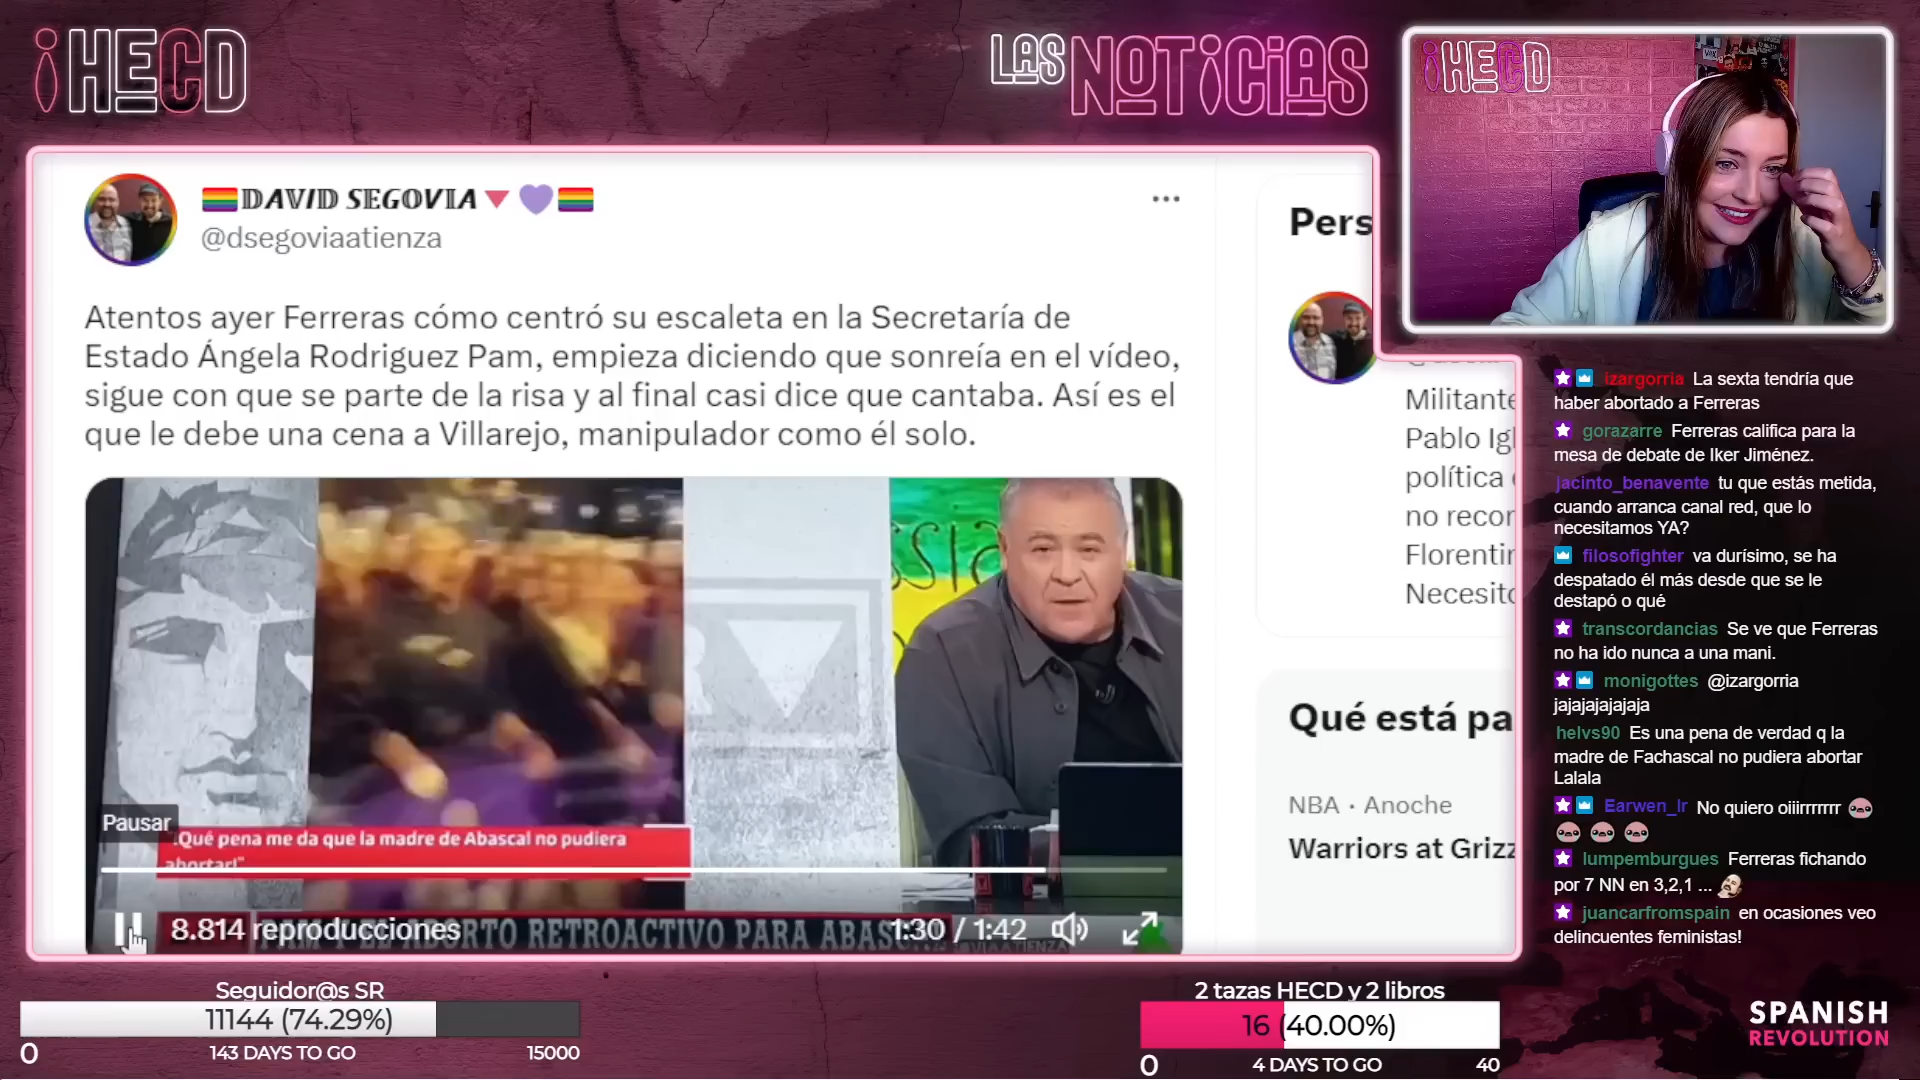 ¡HECD
LAS NOTICIAS
¡HECD
DAVID SEGOVIA
@dsegoviaatienza
Atentos ayer Ferreras cómo centró su escaleta en la Secretaría de
Estado Ángela Rodriguez Pam, empieza diciendo que sonreía en el vídeo,
sigue con que se parte de la risa y al final casi dice que cantaba. Así es el
que le debe una cena a Villarejo, manipulador como él solo.
Pausar
"¡Qué pena me da que la madre de Abascal no pudiera
abortar!"
8.814 reproducciones
1:30 / 1:42
PAM Y EL ABORTO RETROACTIVO PARA ABASC
Pers
Militante
Pablo Igl
política
no recor
Florentin
Necesito
Qué está pa
NBA · Anoche
Warriors at Grizz
izargorria La sexta tendría que
haber abortado a Ferreras
gorazarre Ferreras califica para la
mesa de debate de Iker Jiménez.
jacinto_benavente tu que estás metida,
cuando arranca canal red, que lo
necesitamos YA?
filosofighter va durísimo, se ha
despatado él más desde que se le
destapó o qué
transcordancias Se ve que Ferreras
no ha ido nunca a una mani.
monigottes @izargorria
jajajajajajaja
helvs90 Es una pena de verdad q la
madre de Fachascal no pudiera abortar
Lalala
Earwen_lr No quiero oiiirrrrrrr
lumpemburgues Ferreras fichando
por 7 NN en 3,2,1 ...
juancarfromspain en ocasiones veo
delincuentes feministas!
Seguidor@s SR
11144 (74.29%)
0 143 DAYS TO GO 15000
2 tazas HECD y 2 libros
16 (40.00%)
0 4 DAYS TO GO 40
SPANISH
REVOLUTION